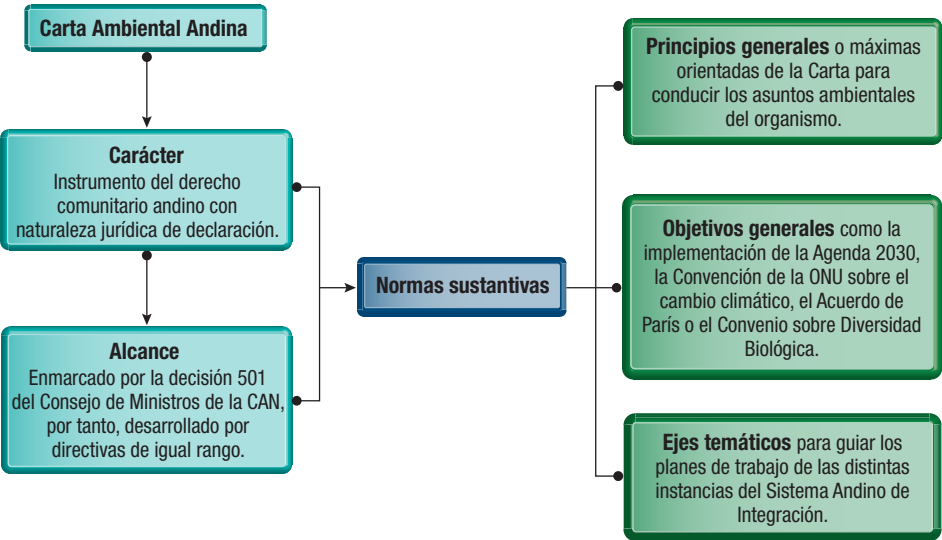 Carta Ambiental Andina
Carácter
Instrumento del derecho
comunitario andino con
naturaleza jurídica de declaración.
Alcance
Enmarcado por la decisión 501
del Consejo de Ministros de la CAN,
por tanto, desarrollado por
directivas de igual rango.
Normas sustantivas
Principios generales o máximas
orientadas de la Carta para
conducir los asuntos ambientales
del organismo.
Objetivos generales como la
implementación de la Agenda 2030,
la Convención de la ONU sobre el
cambio climático, el Acuerdo de
París o el Convenio sobre Diversidad
Biológica.
Ejes temáticos para guiar los
planes de trabajo de las distintas
instancias del Sistema Andino de
Integración.